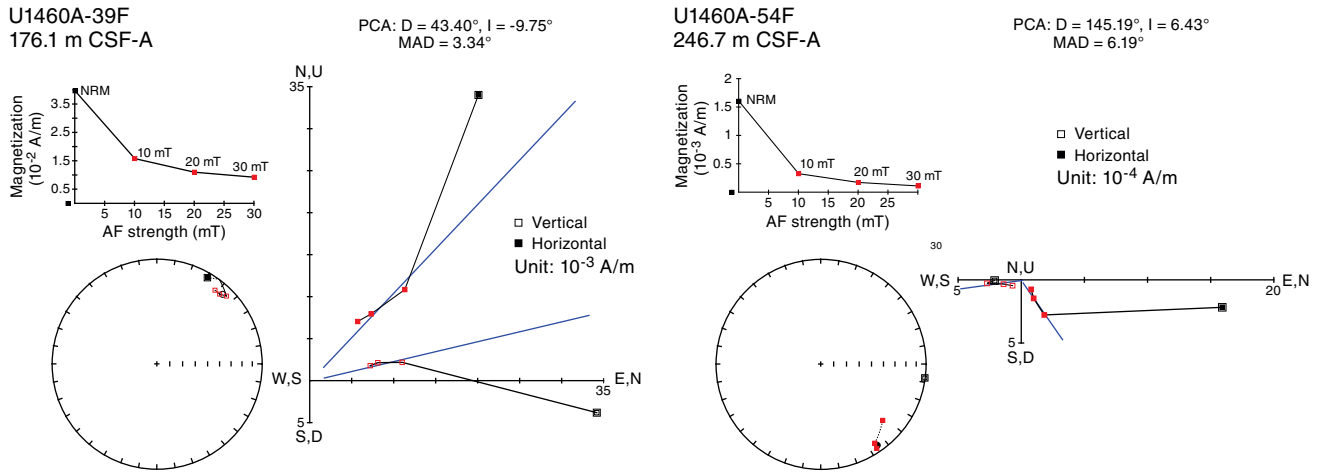 U1460A-39F
176.1 m CSF-A
PCA: D = 43.40°, I = -9.75°
MAD = 3.34°
Magnetization
(10-2 A/m)
3.5
2.5
1.5
0.5
NRM
10 mT
20 mT
30 mT
5 10 15 20 25 30
AF strength (mT)
N,U
35
W,S
E,N
35
5
S,D
Vertical
Horizontal
Unit: 10-3 A/m
U1460A-54F
246.7 m CSF-A
PCA: D = 145.19°, I = 6.43°
MAD = 6.19°
Magnetization
(10-3 A/m)
2
1.5
1
0.5
NRM
10 mT
20 mT
30 mT
5 10 15 20 25 30
AF strength (mT)
Vertical
Horizontal
Unit: 10-4 A/m
30
W,S
N,U
E,N
5
20
5
S,D